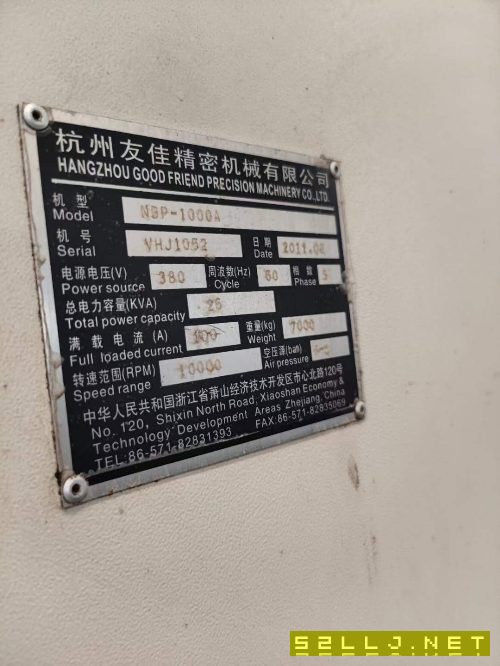 杭州友佳精密机械有限公司
HANGZHOU GOOD FRIEND PRECISION MACHINERY CO.,LTD.
机型 Model NBP-1000A
机号 Serial VHJ1052 日期 Date 2011.
电源电压(V) Power source 380 周波数(Hz) Cycle 相数 Phase
总电力容量(KVA) Total power capacity 25
满载电流(A) Full loaded current 重量(kg) Weight 7000
转速范围(RPM) Speed range 10000 空压源(bar) Air pressure
中华人民共和国浙江省萧山经济技术开发区市心北路120号
No. 120, Shixin North Road, Xiaoshan Economy &
Technology Development Areas Zhejiang, China
TEL:86-571-82831393 FAX:86-571-82835069
52LLJ.NET